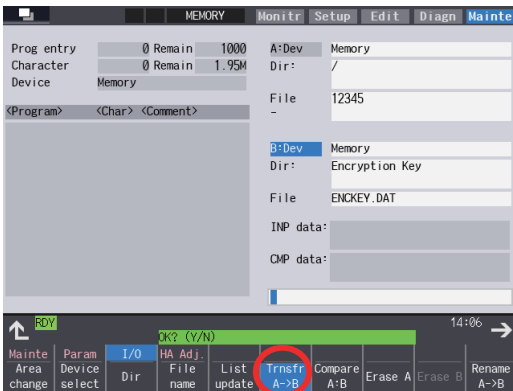 MEMORY
Monitr Setup Edit Diagn Mainte
Prog entry 0 Remain 1000
Character 0 Remain 1.95M
Device Memory
<Program> <Char> <Comment>
A:Dev Memory
Dir: /
File 12345
-
B:Dev Memory
Dir: Encryption Key
File ENCKEY.DAT
INP data:
CMP data:
RDY
14:06
OK? (Y/N)
Mainte Param I/O HA Adj.
Area change
Device select
Dir
File name
List update
Trnsfr A->B
Compare A:B
Erase A
Erase B
Rename A->B